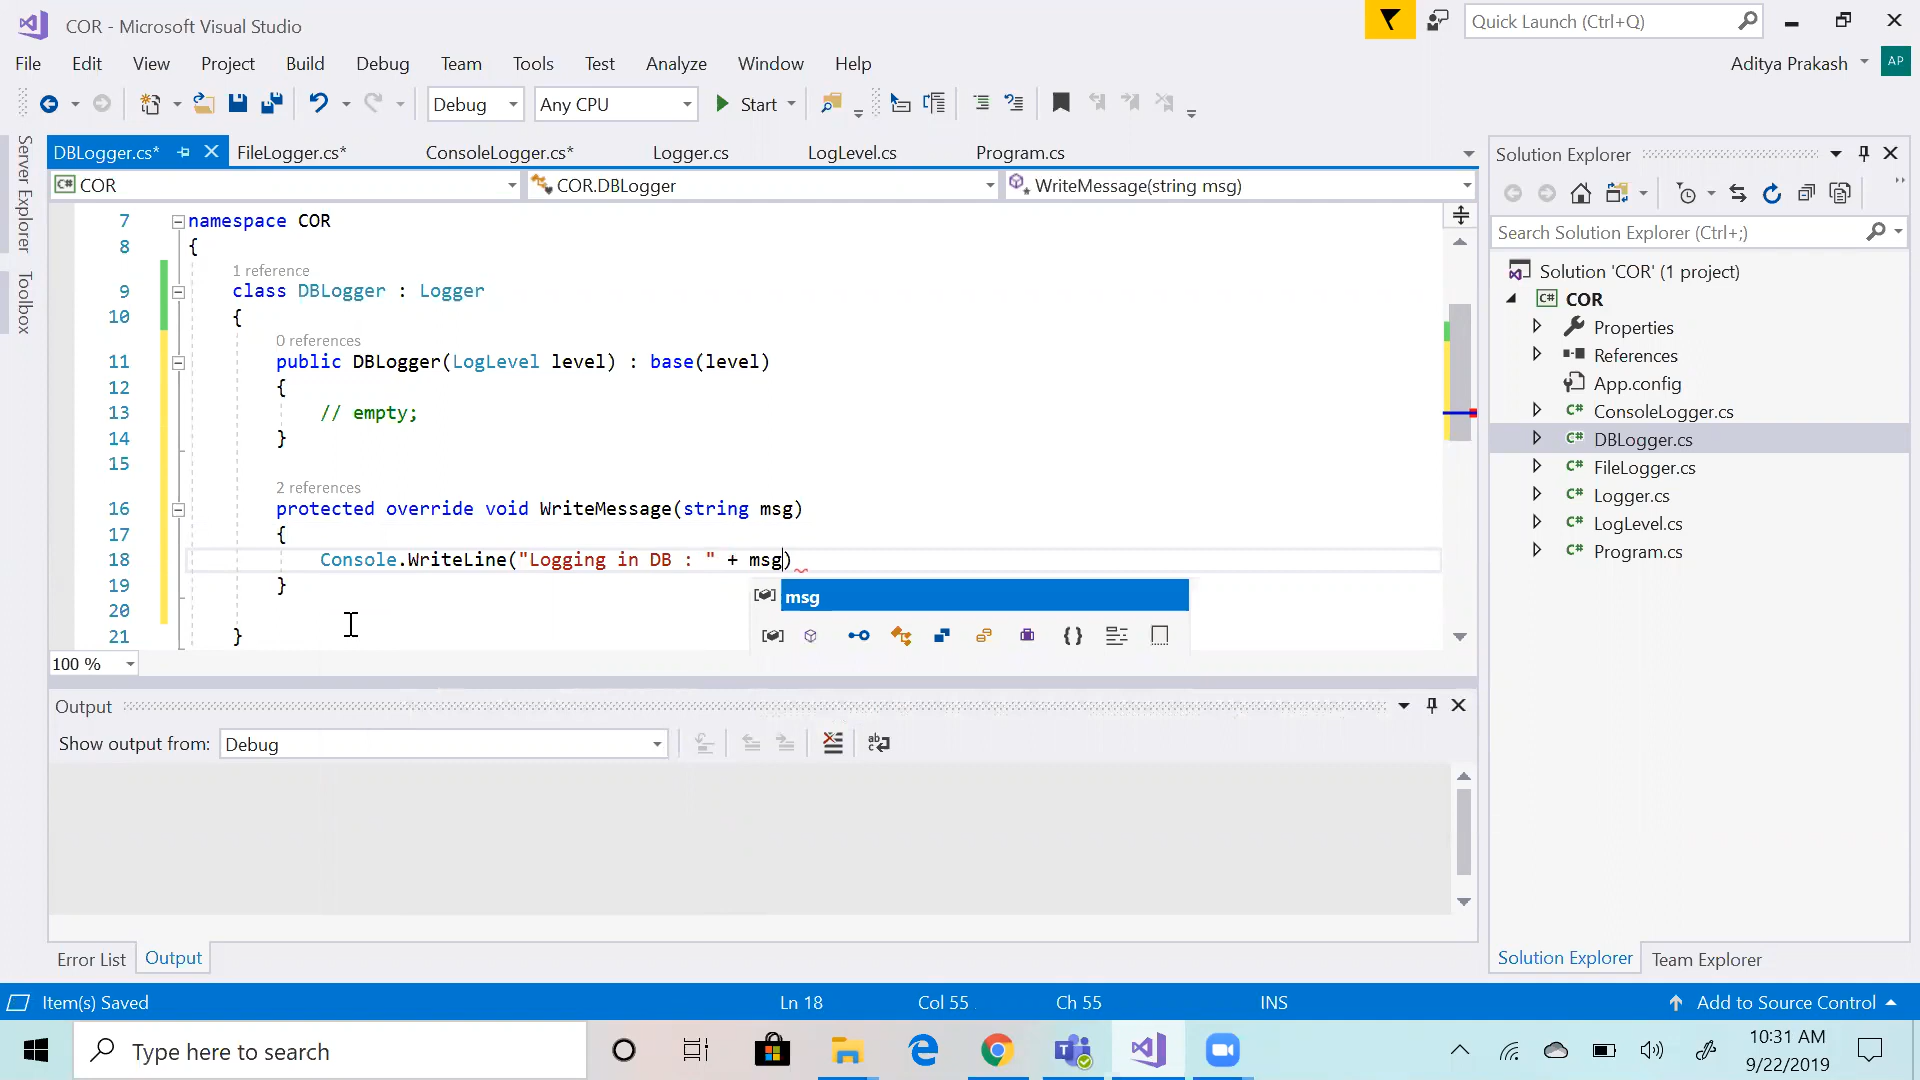 COR - Microsoft Visual Studio
Quick Launch (Ctrl+Q)
File Edit View Project Build Debug Team Tools Test Analyze Window Help
Aditya Prakash AP
Debug Any CPU Start
Server Explorer
Toolbox
DBLogger.cs* FileLogger.cs* ConsoleLogger.cs* Logger.cs LogLevel.cs Program.cs
COR COR.DBLogger WriteMessage(string msg)
7 namespace COR
8 {
1 reference
9 class DBLogger : Logger
10 {
0 references
11 public DBLogger(LogLevel level) : base(level)
12 {
13 // empty;
14 }
15
2 references
16 protected override void WriteMessage(string msg)
17 {
18 Console.WriteLine("Logging in DB : " + msg)
19 }
msg
20
21 }
100 %
Output
Show output from: Debug
Error List Output
Solution Explorer
Search Solution Explorer (Ctrl+;)
Solution 'COR' (1 project)
C# COR
Properties
References
App.config
C# ConsoleLogger.cs
C# DBLogger.cs
C# FileLogger.cs
C# Logger.cs
C# LogLevel.cs
C# Program.cs
Solution Explorer Team Explorer
Item(s) Saved Ln 18 Col 55 Ch 55 INS Add to Source Control
Type here to search
10:31 AM
9/22/2019